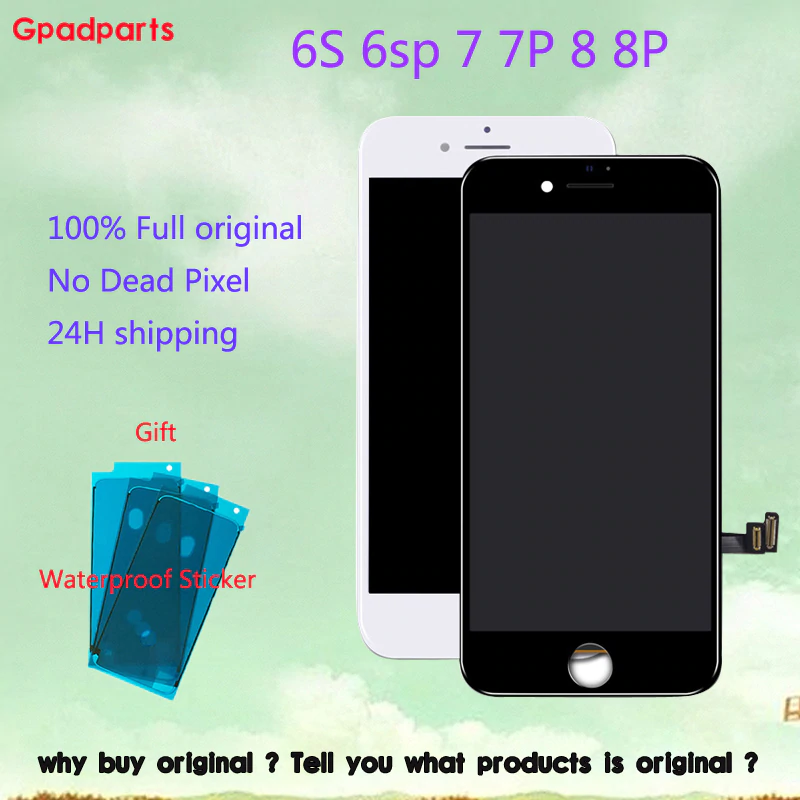 Gpadparts
6S 6sp 7 7P 8 8P
100% Full original
No Dead Pixel
24H shipping
Gift
Waterproof Sticker
why buy original ? Tell you what products is original ?